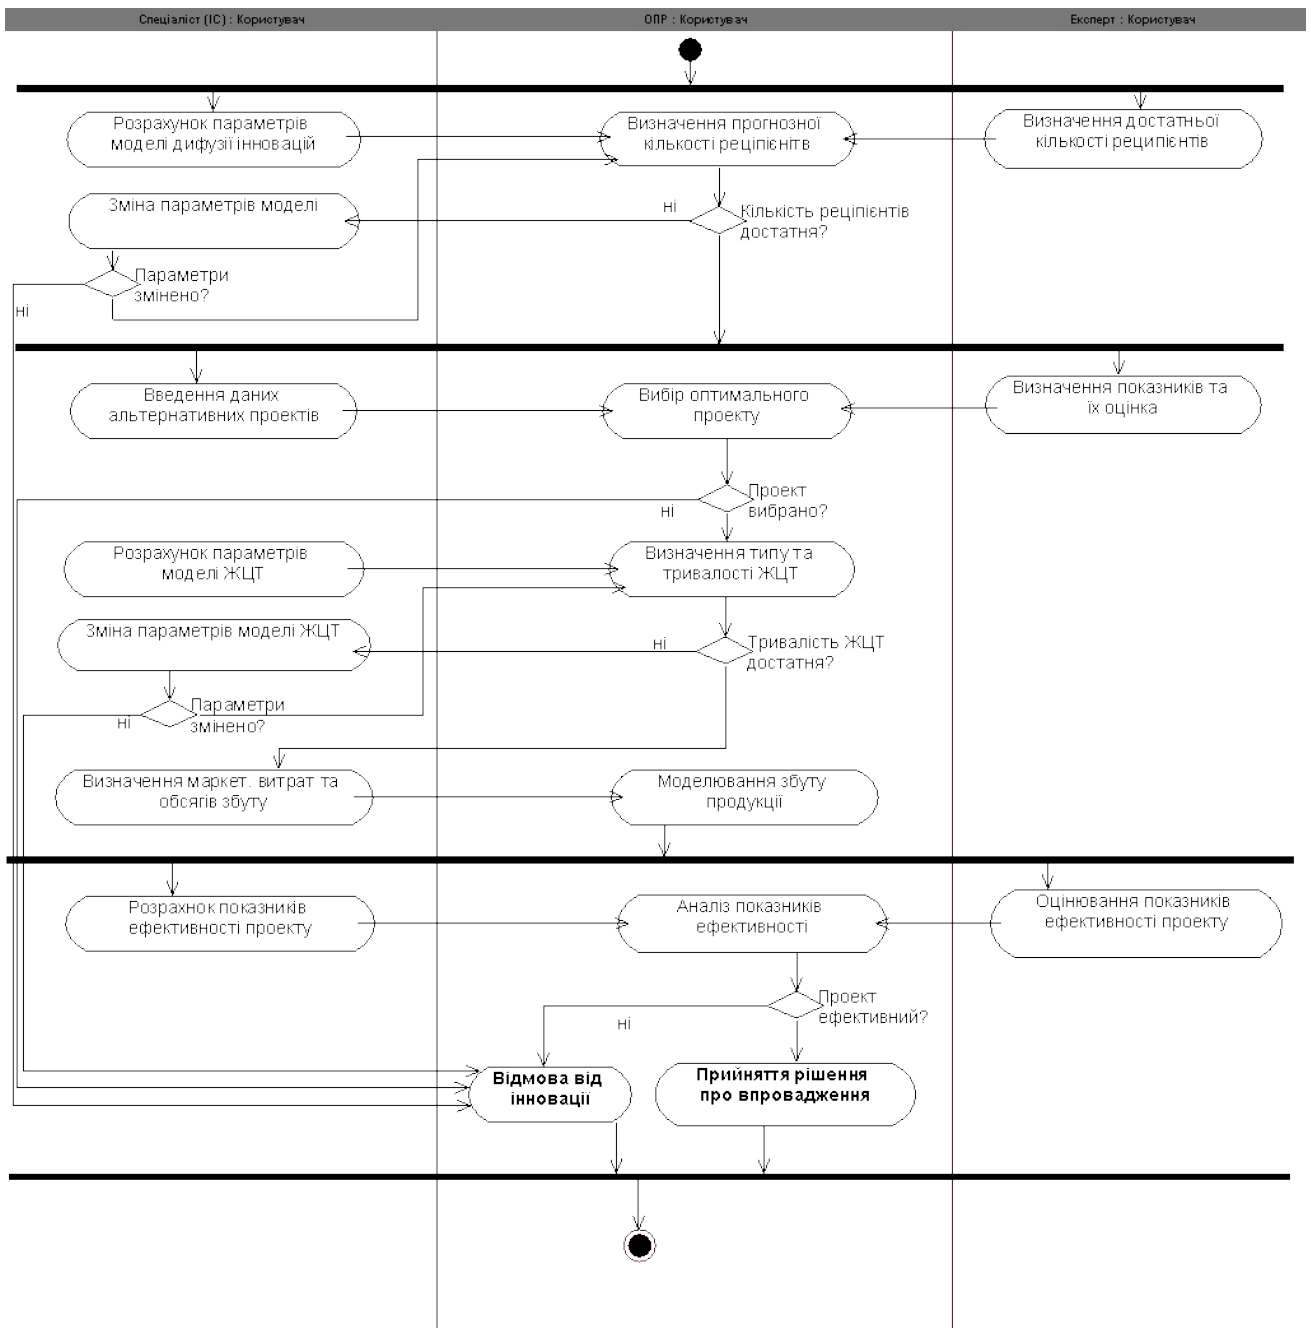 Спеціаліст (ІС) : Користувач
ОПР : Користувач
Експерт : Користувач
Розрахунок параметрів
моделі дифузії інновацій
Визначення прогнозної
кількості реціпієнітв
Визначення достатньої
кількості реципієнтів
Зміна параметрів моделі
ні
Кількість реціпієнтів
достатня?
Параметри
змінено?
ні
Введення даних
альтернативних проектів
Вибір оптимального
проекту
Визначення показників та
їх оцінка
Проект
вибрано?
ні
Розрахунок параметрів
моделі ЖЦТ
Визначення типу та
тривалості ЖЦТ
Зміна параметрів моделі ЖЦТ
ні
Тривалість ЖЦТ
достатня?
Параметри
змінено?
ні
Визначення маркет. витрат та
обсягів збуту
Моделювання збуту
продукції
Розрахнок показників
ефективності проекту
Аналіз показників
ефективності
Оцінювання показників
ефективності проекту
Проект
ефективний?
ні
Відмова від
інновації
Прийняття рішення
про впровадження